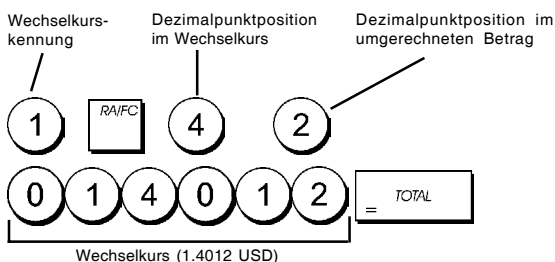 Wechselkurs-
kennung
Dezimalpunktposition
im Wechselkurs
Dezimalpunktposition im
umgerechneten Betrag
1 RA/FC 4 2
0 1 4 0 1 2 = TOTAL
Wechselkurs (1.4012 USD)